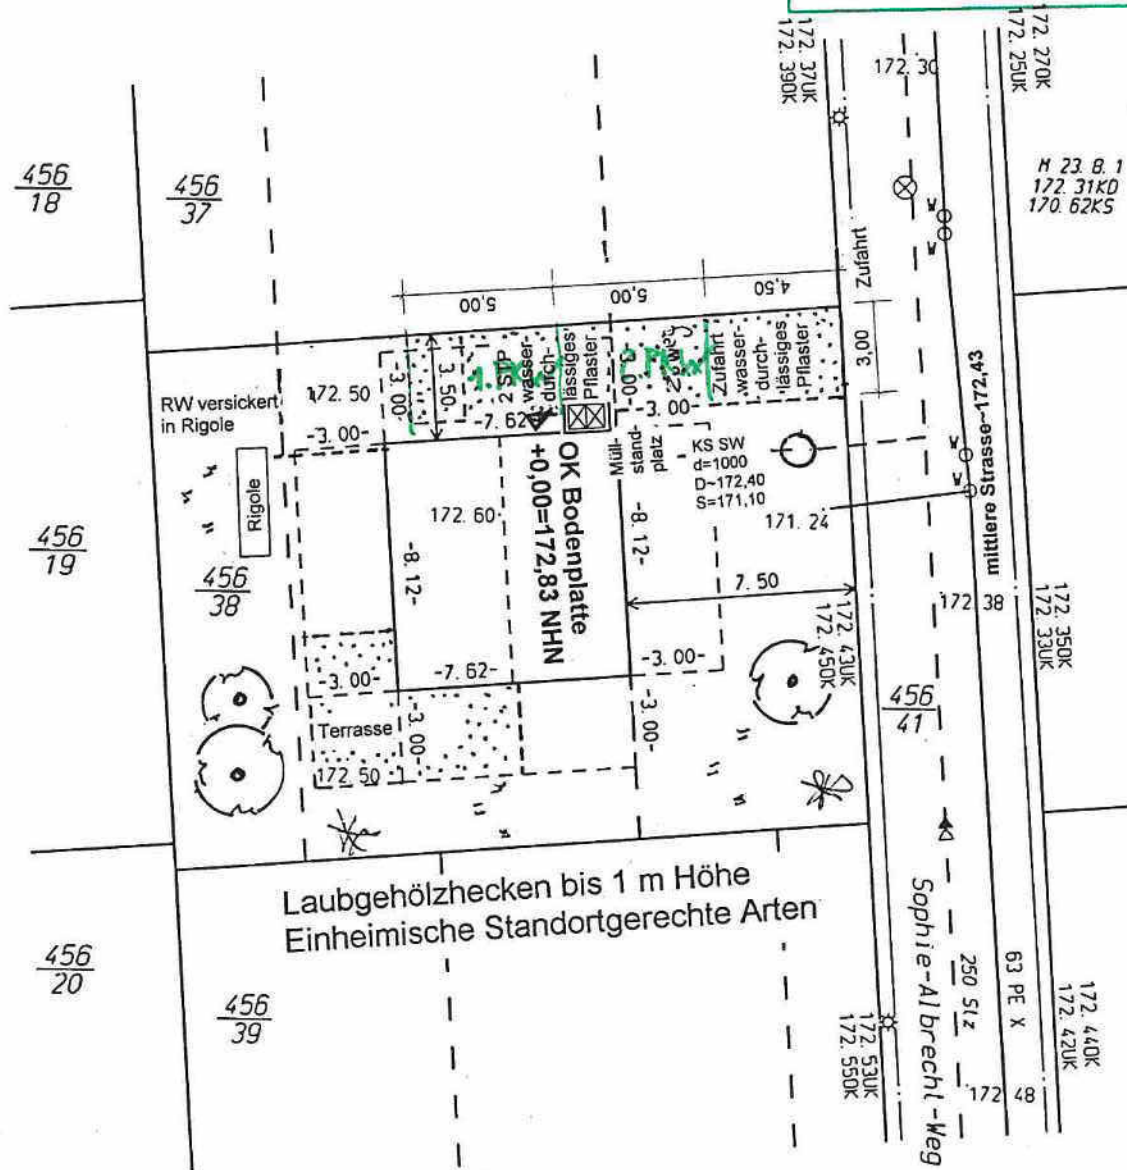 172. 37UK
172. 390K
172. 30
172. 270K
172. 25UK
456
18
456
37
M 23. 8. 1
172. 31KD
170. 62KS
Zufahrt
5,00
5,00
4,50
3,00
RW versickert
in Rigole
172. 50
-3. 00-
-3. 00-
3. 50-
1. PKW
2 STP
wasser-
durch-
lässiges
Pflaster
-3. 00-
Zuweg
Zufahrt
wasser-
durch-
lässiges
Pflaster
-7. 62-
-3. 00-
Müll-
stand-
platz
KS SW
d=1000
D~172,40
S=171,10
mittlere Strasse~172,43
Rigole
456
19
456
38
172. 60
OK Bodenplatte
+0,00=172,83 NHN
-8. 12-
-8. 12-
171. 24
7. 50
172. 43UK
172. 450K
172 38
172. 350K
172. 33UK
-3. 00-
-7. 62-
-3. 00-
456
41
Terrasse
-3. 00-
-3. 00-
172. 50
Laubgehölzhecken bis 1 m Höhe
Einheimische Standortgerechte Arten
456
20
456
39
Sophie-Albrecht-Weg
250 Stz
63 PE X
172. 53UK
172. 550K
172. 440K
172. 42UK
172 48